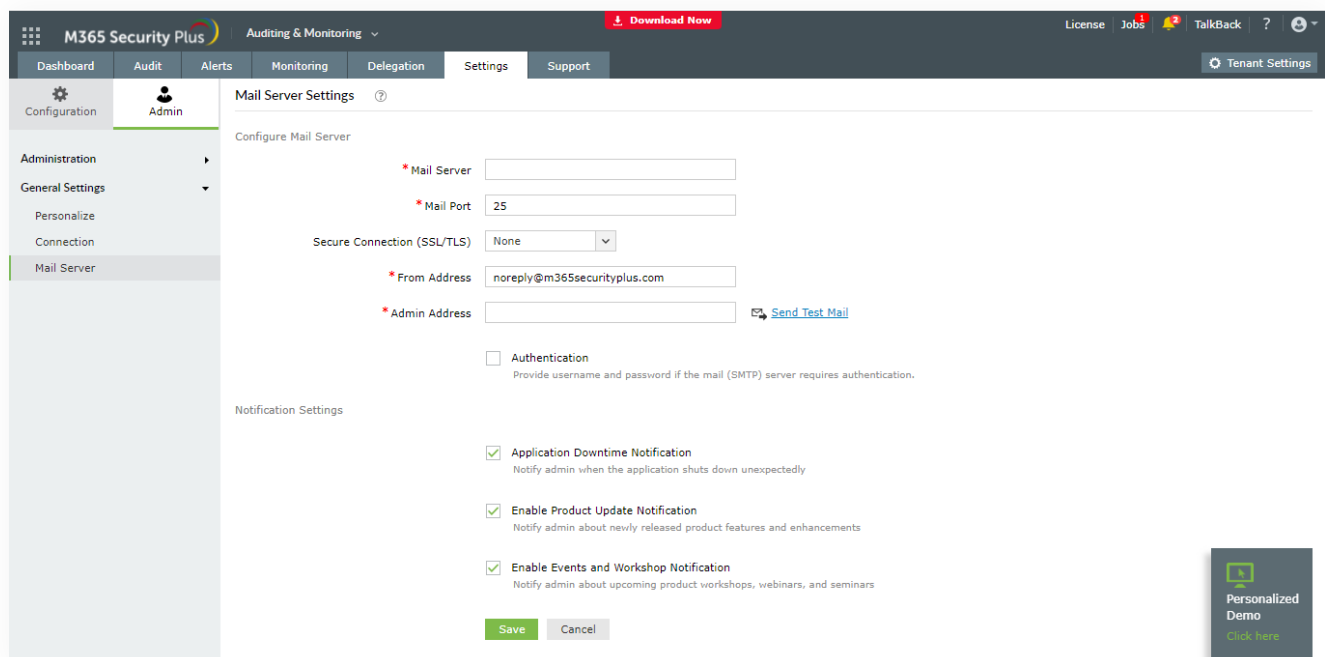 Download Now
M365 Security Plus
Auditing & Monitoring
License
Jobs 1
2
TalkBack
?
Dashboard
Audit
Alerts
Monitoring
Delegation
Settings
Support
Tenant Settings
Configuration
Admin
Administration
General Settings
Personalize
Connection
Mail Server
Mail Server Settings ?
Configure Mail Server
* Mail Server
* Mail Port 25
Secure Connection (SSL/TLS) None
* From Address noreply@m365securityplus.com
* Admin Address Send Test Mail
Authentication
Provide username and password if the mail (SMTP) server requires authentication.
Notification Settings
Application Downtime Notification
Notify admin when the application shuts down unexpectedly
Enable Product Update Notification
Notify admin about newly released product features and enhancements
Enable Events and Workshop Notification
Notify admin about upcoming product workshops, webinars, and seminars
Save
Cancel
Personalized
Demo
Click here